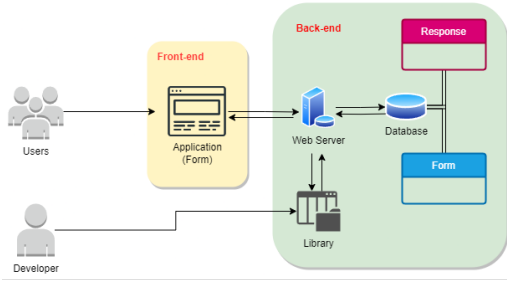 Back-end
Response
Front-end
Users
Application
(Form)
Web Server
Database
Form
Library
Developer